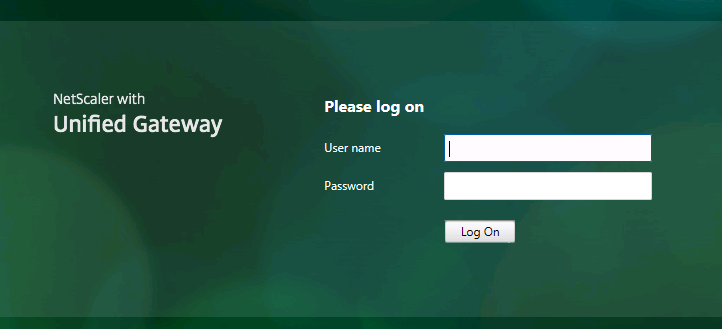 NetScaler with
Unified Gateway
Please log on
User name
Password
Log On